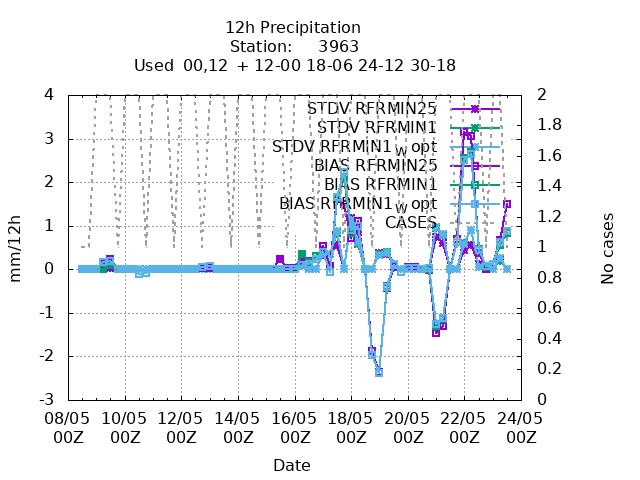 12h Precipitation
Station: 3963
Used 00,12 + 12-00 18-06 24-12 30-18
mm/12h
No cases
4
3
2
1
0
-1
-2
-3
2
1.8
1.6
1.4
1.2
1
0.8
0.6
0.4
0.2
0
STDV RFRMIN25
STDV RFRMIN1
STDV RFRMIN1_W opt
BIAS RFRMIN25
BIAS RFRMIN1
BIAS RFRMIN1_W opt
CASES
08/05 10/05 12/05 14/05 16/05 18/05 20/05 22/05 24/05
00Z 00Z 00Z 00Z 00Z 00Z 00Z 00Z 00Z
Date